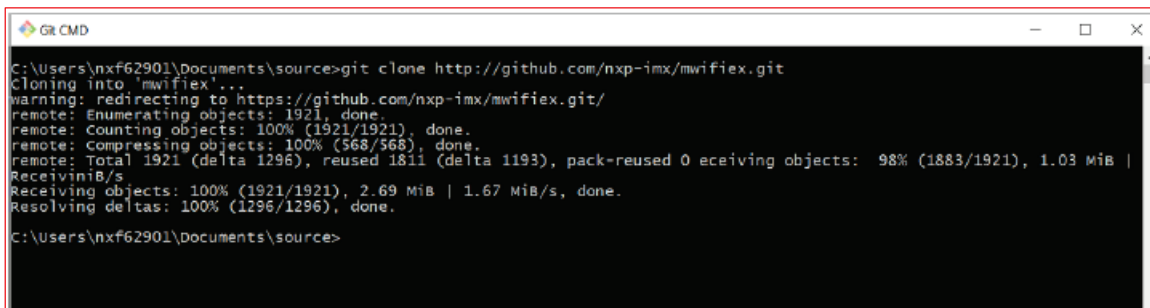 Git CMD
C:\Users\nxf62901\Documents\source>git clone http://github.com/nxp-imx/mwifiex.git
Cloning into 'mwifiex'...
warning: redirecting to https://github.com/nxp-imx/mwifiex.git/
remote: Enumerating objects: 1921, done.
remote: Counting objects: 100% (1921/1921), done.
remote: Compressing objects: 100% (568/568), done.
remote: Total 1921 (delta 1296), reused 1811 (delta 1193), pack-reused 0 eceiving objects:  98% (1883/1921), 1.03 MiB |
ReceiviniB/s
Receiving objects: 100% (1921/1921), 2.69 MiB | 1.67 MiB/s, done.
Resolving deltas: 100% (1296/1296), done.
C:\Users\nxf62901\Documents\source>